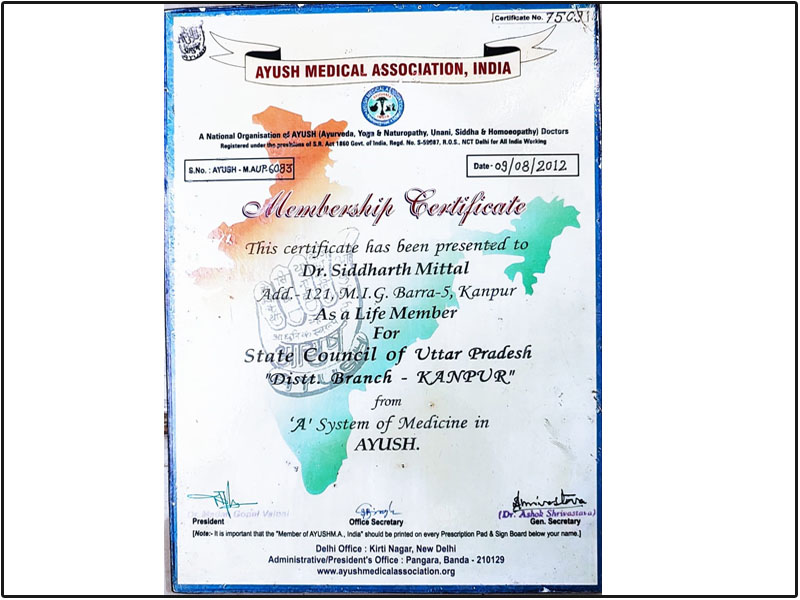 Certificate No. 75031
AYUSH MEDICAL ASSOCIATION, INDIA
A National Organisation of AYUSH (Ayurveda, Yoga & Naturopathy, Unani, Siddha & Homoeopathy) Doctors
Registered under the provisions of S.R. Act 1860 Govt. of India, Regd. No. S-59087, R.O.S., NCT Delhi for All India Working
S.No. : AYUSH - M.AUP.6083
Date- 09/08/2012
Membership Certificate
This certificate has been presented to
Dr. Siddharth Mittal
Add.- 121, M.I.G. Barra-5, Kanpur
As a Life Member
For
State Council of Uttar Pradesh
"Distt. Branch - KANPUR"
from
'A' System of Medicine in
AYUSH.
आयुष
(Dr. Ashok Shrivastava)
President
Office Secretary
Gen. Secretary
[Note:- It is important that the "Member of AYUSHM.A., India" should be printed on every Prescription Pad & Sign Board below your name.]
Delhi Office : Kirti Nagar, New Delhi
Administrative/President's Office : Pangara, Banda - 210129
www.ayushmedicalassociation.org